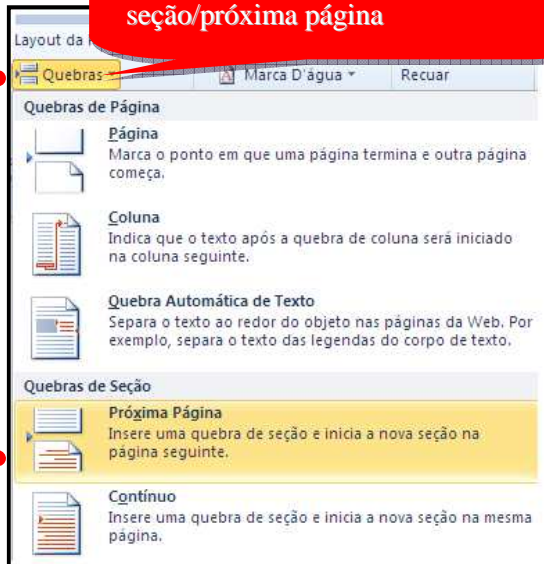 seção/próxima página
Layout da
Quebras
Marca D'água
Recuar
Quebras de Página
Página
Marca o ponto em que uma página termina e outra página
começa.
Coluna
Indica que o texto após a quebra de coluna será iniciado
na coluna seguinte.
Quebra Automática de Texto
Separa o texto ao redor do objeto nas páginas da Web. Por
exemplo, separa o texto das legendas do corpo de texto.
Quebras de Seção
Próxima Página
Insere uma quebra de seção e inicia a nova seção na
página seguinte.
Contínuo
Insere uma quebra de seção e inicia a nova seção na mesma
página.